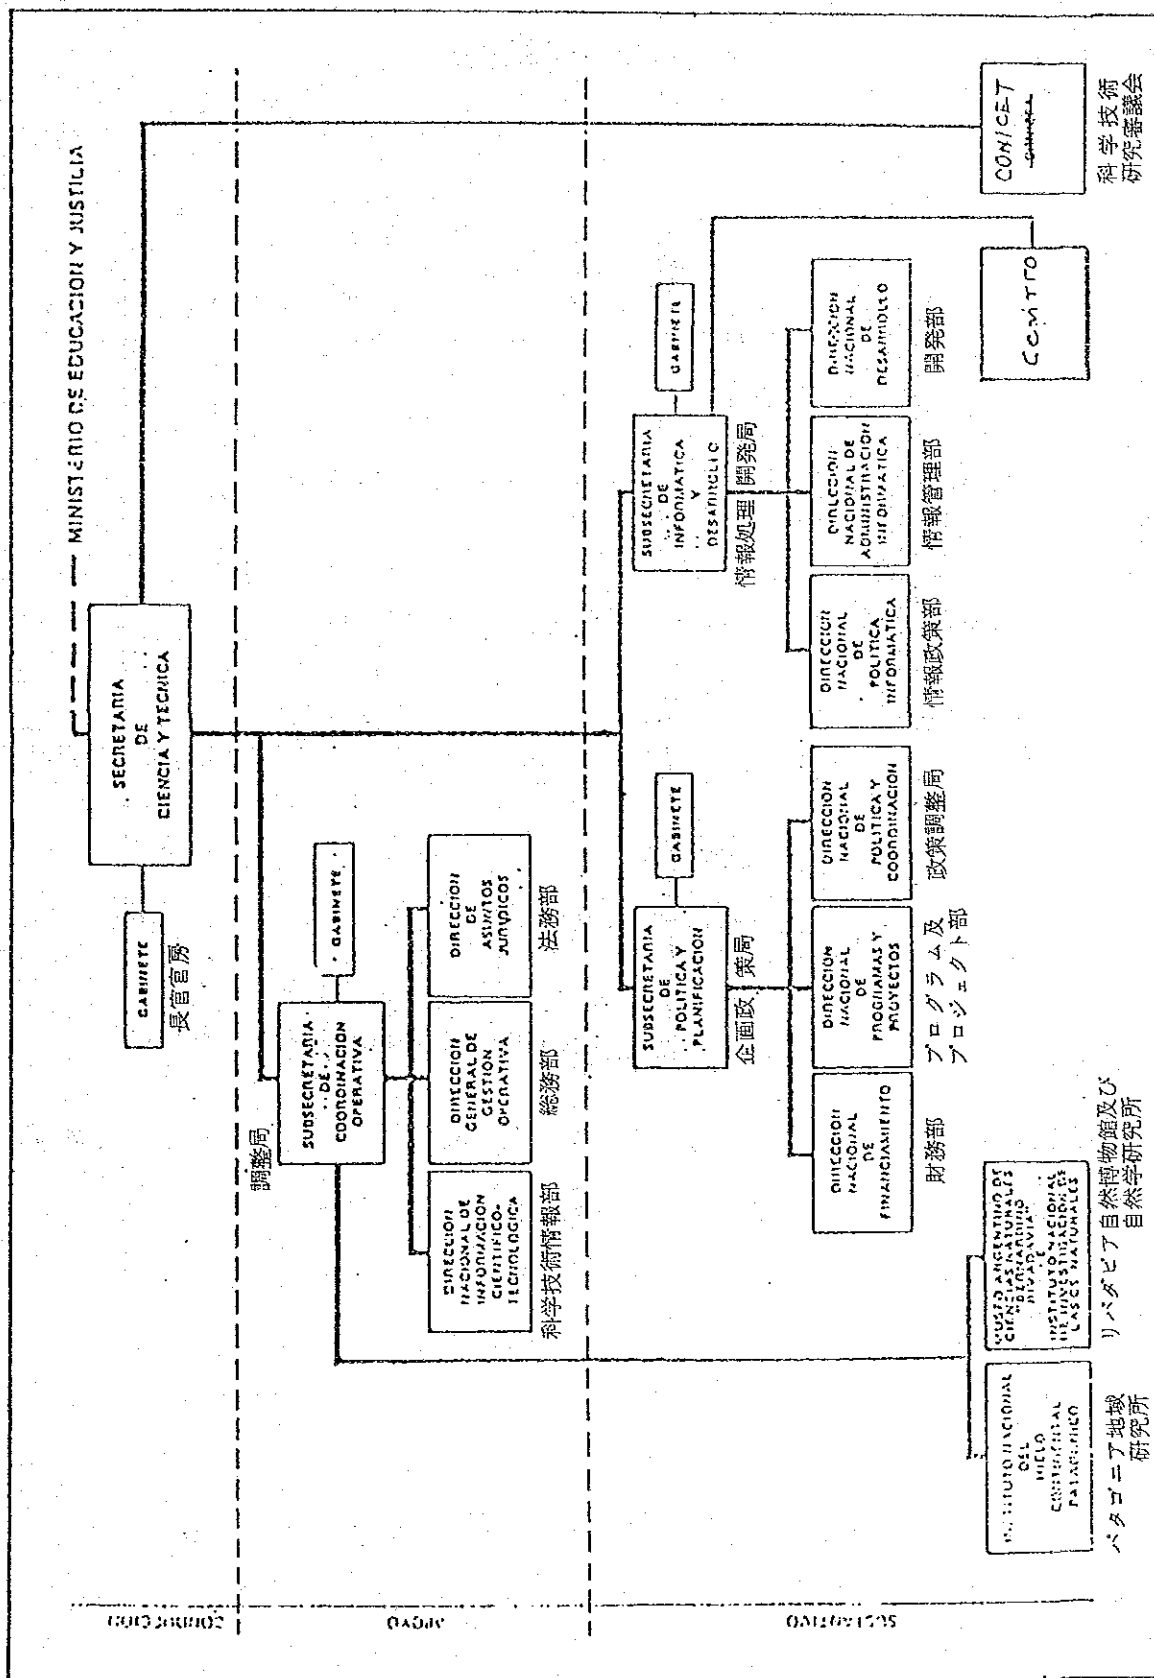 MINISTERIO DE EDUCACION Y JUSTICIA
SECRETARIA
DE
CIENCIA Y TECNICA
GABINETE
長官官房
CONDUCCION
調整局
SUBSECRETARIA
DE
COORDINACION
OPERATIVA
GABINETE
DIRECCION
NACIONAL DE
INFORMACION
CIENTIFICO-
TECNOLOGICA
科学技術情報部
DIRECCION
GENERAL DE
GESTION
OPERATIVA
総務部
DIRECCION
DE
ASUNTOS
JURIDICOS
法務部
APOYO
SUBSECRETARIA
DE
POLITICA Y
PLANIFICACION
企画政策局
GABINETE
SUBSECRETARIA
DE
INFORMATICA
Y
DESARROLLO
情報処理開発局
GABINETE
DIRECCION
NACIONAL
DE
FINANCIAMIENTO
財務部
DIRECCION
NACIONAL
DE
PROGRAMAS Y
PROYECTOS
プログラム及び
プロジェクト部
DIRECCION
NACIONAL
DE
POLITICA Y
COORDINACION
政策調整局
DIRECCION
NACIONAL
DE
POLITICA
INFORMATICA
情報政策部
DIRECCION
NACIONAL DE
ADMINISTRACION
INFORMATICA
情報管理部
DIRECCION
NACIONAL
DE
DESARROLLO
開発部
SUSTANTIVO
INSTITUTO NACIONAL
DEL
HIELO
CONTINENTAL
PATAGONICO
パタゴニア地域
研究所
MUSEO ARGENTINO DE
CIENCIAS NATURALES
"BERNARDINO
RIVADAVIA"
E
INSTITUTO NACIONAL
DE INVESTIGACION DE
LAS CS NATURALES
リバダビア自然博物館及び
自然学研究所
CONICET
科学技術
研究審議会